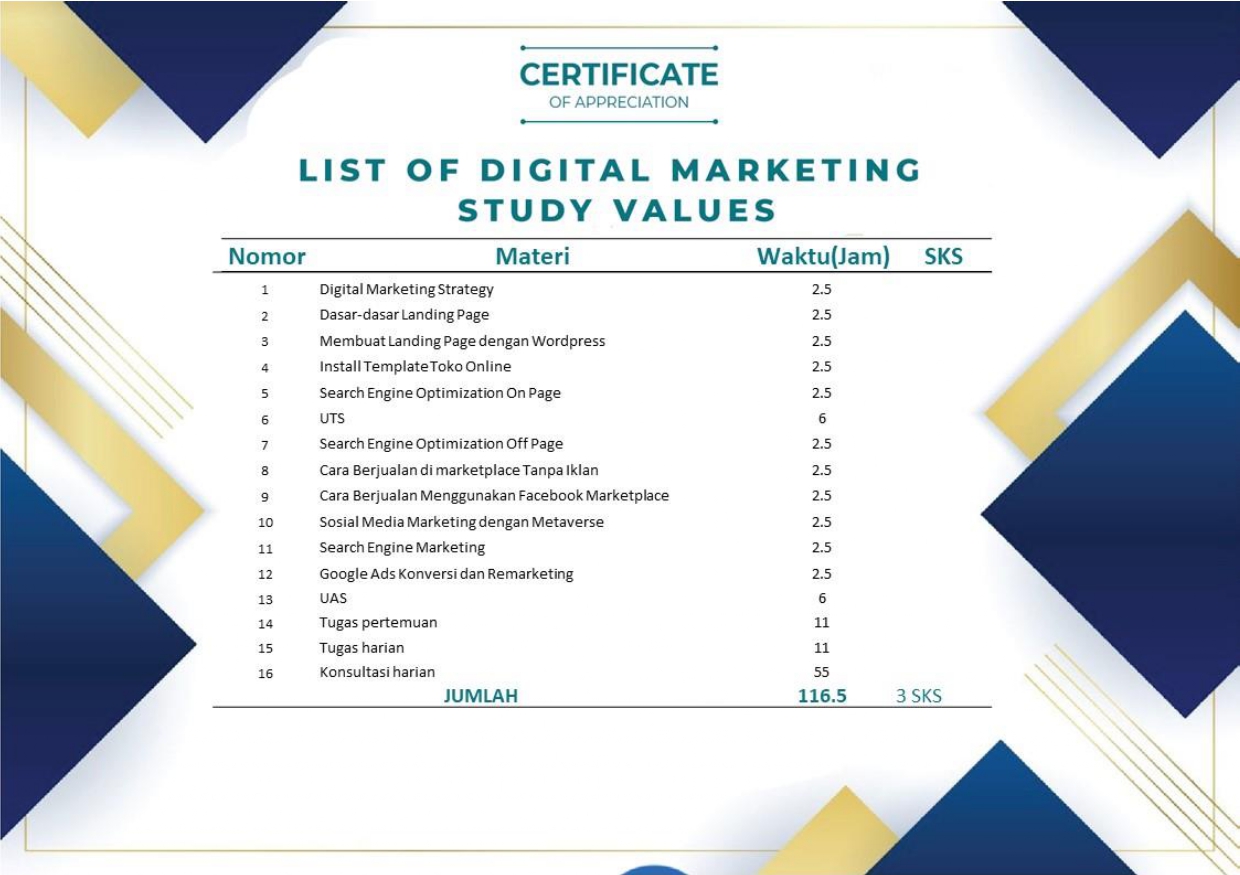 CERTIFICATE
OF APPRECIATION
LIST OF DIGITAL MARKETING
STUDY VALUES
Nomor Materi Waktu(Jam) SKS
1 Digital Marketing Strategy 2.5
2 Dasar-dasar Landing Page 2.5
3 Membuat Landing Page dengan Wordpress 2.5
4 Install Template Toko Online 2.5
5 Search Engine Optimization On Page 2.5
6 UTS 6
7 Search Engine Optimization Off Page 2.5
8 Cara Berjualan di marketplace Tanpa Iklan 2.5
9 Cara Berjualan Menggunakan Facebook Marketplace 2.5
10 Sosial Media Marketing dengan Metaverse 2.5
11 Search Engine Marketing 2.5
12 Google Ads Konversi dan Remarketing 2.5
13 UAS 6
14 Tugas pertemuan 11
15 Tugas harian 11
16 Konsultasi harian 55
JUMLAH 116.5 3 SKS